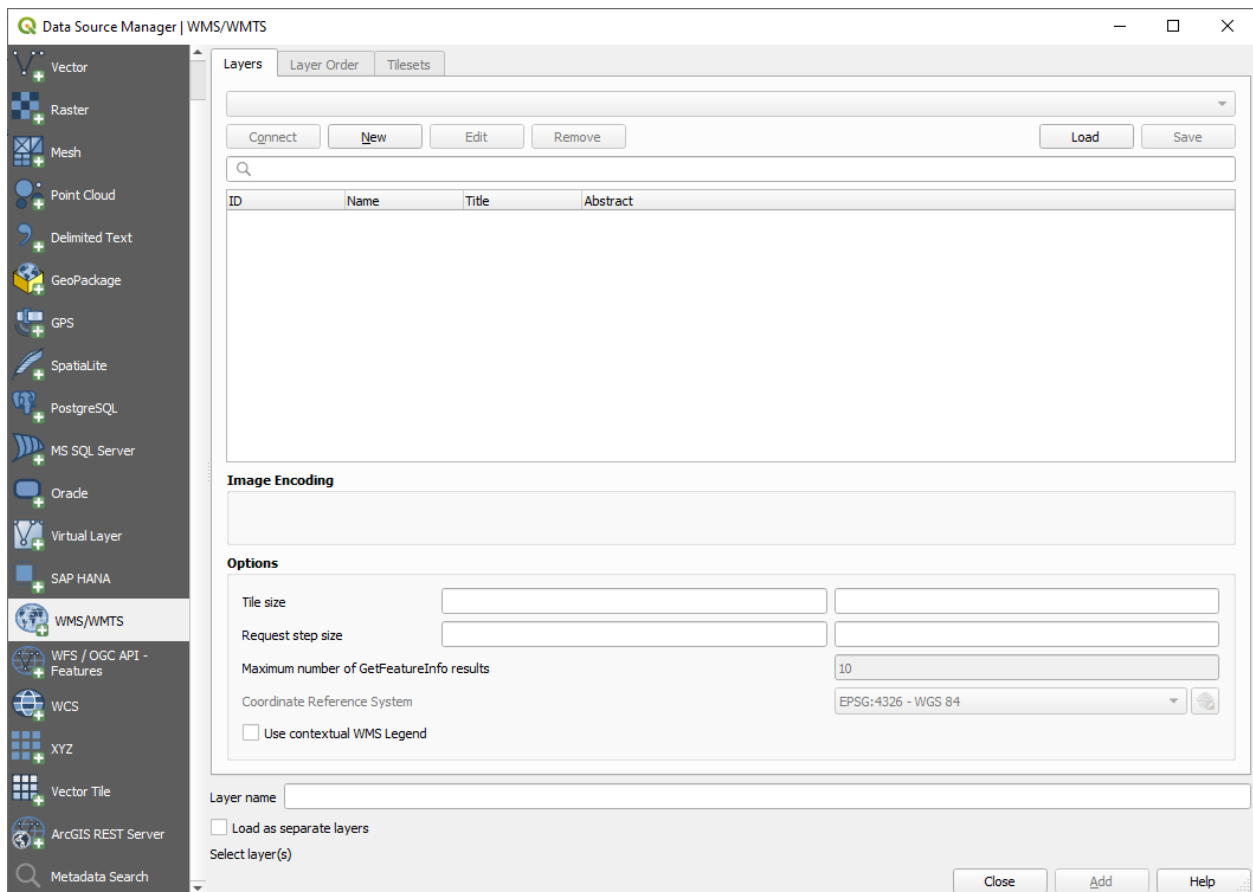 Data Source Manager | WMS/WMTS
Vector
Raster
Mesh
Point Cloud
Delimited Text
GeoPackage
GPS
SpatiaLite
PostgreSQL
MS SQL Server
Oracle
Virtual Layer
SAP HANA
WMS/WMTS
WFS / OGC API -
Features
WCS
XYZ
Vector Tile
ArcGIS REST Server
Metadata Search
Layers Layer Order Tilesets
Connect New Edit Remove Load Save
ID Name Title Abstract
Image Encoding
Options
Tile size
Request step size
Maximum number of GetFeatureInfo results 10
Coordinate Reference System EPSG:4326 - WGS 84
Use contextual WMS Legend
Layer name
Load as separate layers
Select layer(s)
Close Add Help